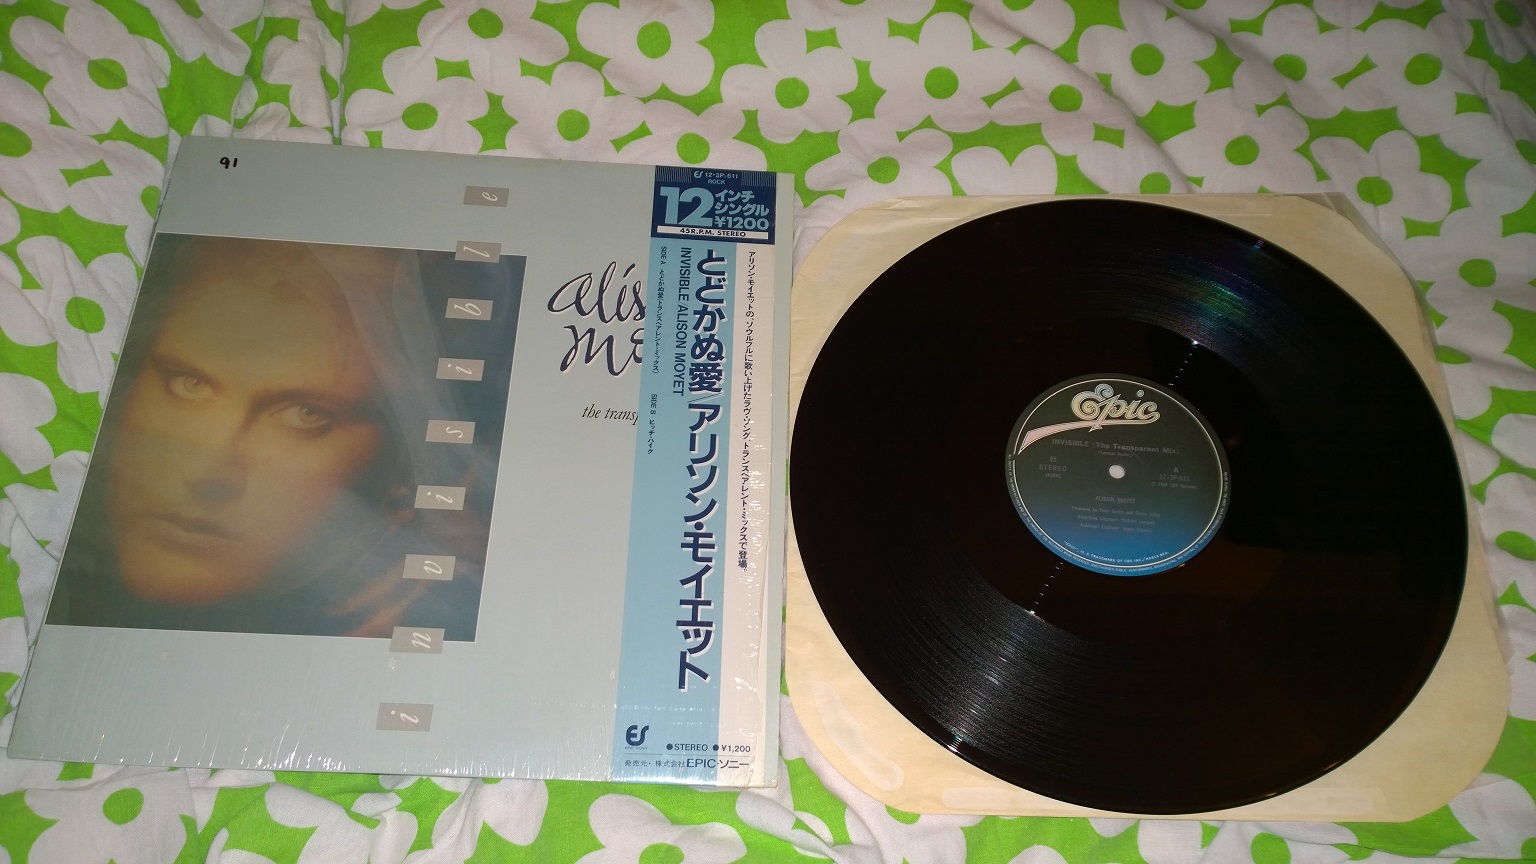 91
invisible
alis
mo
the transp
ES 12・3P-611
ROCK
12インチ
シングル
¥1200
45R.P.M. STEREO
アリソン・モイエットの、ソウルフルに歌い上げたラヴ・ソング、トランスペアレント・ミックスで登場。
とどかぬ愛/アリソン・モイエット
INVISIBLE/ALISON MOYET
SIDE A とどかぬ愛(トランスペアレント・ミックス)
SIDE B ヒッチ・ハイク
ES
●STEREO ●¥1,200
発売元・株式会社EPIC・ソニー
Epic
INVISIBLE (The Transparent Mix)
45
STEREO
A
12・3P-611
ALISON MOYET